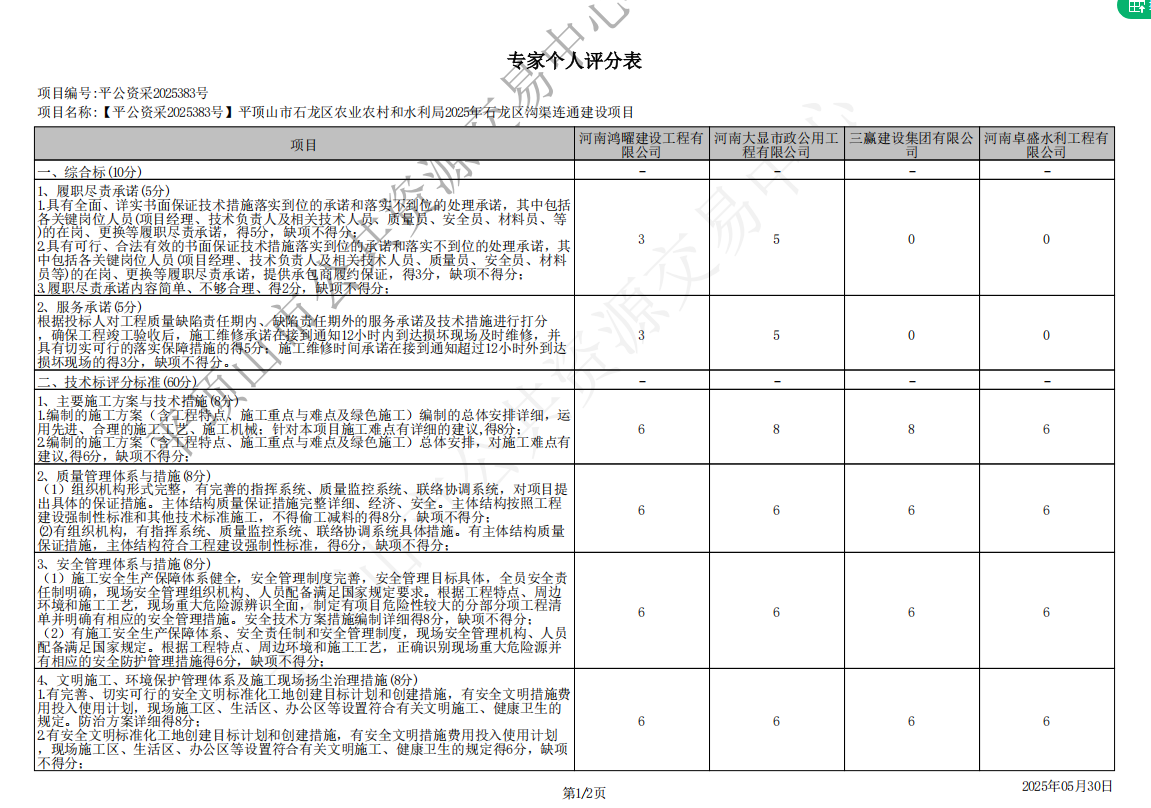 专家个人评分表
项目编号:平公资采2025383号
项目名称:【平公资采2025383号】平顶山市石龙区农业农村和水利局2025年石龙区沟渠连通建设项目
项目 河南鸿曜建设工程有限公司 河南大显市政公用工程有限公司 三赢建设集团有限公司 河南卓盛水利工程有限公司
一、综合标(10分) － － － －
1、履职尽责承诺(5分)
1.具有全面、详实书面保证技术措施落实到位的承诺和落实不到位的处理承诺，其中包括
各关键岗位人员(项目经理、技术负责人及相关技术人员、质量员、安全员、材料员、等
)的在岗、更换等履职尽责承诺，得5分，缺项不得分；
2.具有可行、合法有效的书面保证技术措施落实到位的承诺和落实不到位的处理承诺，其
中包括各关键岗位人员(项目经理、技术负责人及相关技术人员、质量员、安全员、材料
员等)的在岗、更换等履职尽责承诺，提供承包商履约保证，得3分，缺项不得分；
3.履职尽责承诺内容简单、不够合理、得2分，缺项不得分；
3 5 0 0
2、服务承诺(5分)
根据投标人对工程质量缺陷责任期内、缺陷责任期外的服务承诺及技术措施进行打分
，确保工程竣工验收后，施工维修承诺在接到通知12小时内到达损坏现场及时维修，并
具有切实可行的落实保障措施的得5分；施工维修时间承诺在接到通知超过12小时外到达
损坏现场的得3分，缺项不得分。
3 5 0 0
二、技术标评分标准(60分) － － － －
1、主要施工方案与技术措施(8分)
1.编制的施工方案（含工程特点、施工重点与难点及绿色施工）编制的总体安排详细，运
用先进、合理的施工工艺、施工机械；针对本项目施工难点有详细的建议,得8分；
2.编制的施工方案（含工程特点、施工重点与难点及绿色施工）总体安排，对施工难点有
建议,得6分，缺项不得分；
6 8 8 6
2、质量管理体系与措施(8分)
（1）组织机构形式完整，有完善的指挥系统、质量监控系统、联络协调系统，对项目提
出具体的保证措施。主体结构质量保证措施完整详细、经济、安全。主体结构按照工程
建设强制性标准和其他技术标准施工，不得偷工减料的得8分，缺项不得分；
(2)有组织机构，有指挥系统、质量监控系统、联络协调系统具体措施。有主体结构质量
保证措施，主体结构符合工程建设强制性标准，得6分，缺项不得分；
6 6 6 6
3、安全管理体系与措施(8分)
（1）施工安全生产保障体系健全，安全管理制度完善，安全管理目标具体，全员安全责
任制明确，现场安全管理组织机构、人员配备满足国家规定要求。根据工程特点、周边
环境和施工工艺，现场重大危险源辨识全面，制定有项目危险性较大的分部分项工程清
单并明确有相应的安全管理措施。安全技术方案措施编制详细得8分，缺项不得分；
（2）有施工安全生产保障体系、安全责任制和安全管理制度，现场安全管理机构、人员
配备满足国家规定。根据工程特点、周边环境和施工工艺，正确识别现场重大危险源并
有相应的安全防护管理措施得6分，缺项不得分；
6 6 6 6
4、文明施工、环境保护管理体系及施工现场扬尘治理措施(8分)
1.有完善、切实可行的安全文明标准化工地创建目标计划和创建措施，有安全文明措施费
用投入使用计划，现场施工区、生活区、办公区等设置符合有关文明施工、健康卫生的
规定。防治方案详细得8分；
2.有安全文明标准化工地创建目标计划和创建措施，有安全文明措施费用投入使用计划
，现场施工区、生活区、办公区等设置符合有关文明施工、健康卫生的规定得6分，缺项
不得分；
6 6 6 6
2025年05月30日
第1/2页
平顶山市公共资源交易中心
山市公共资源交易中心